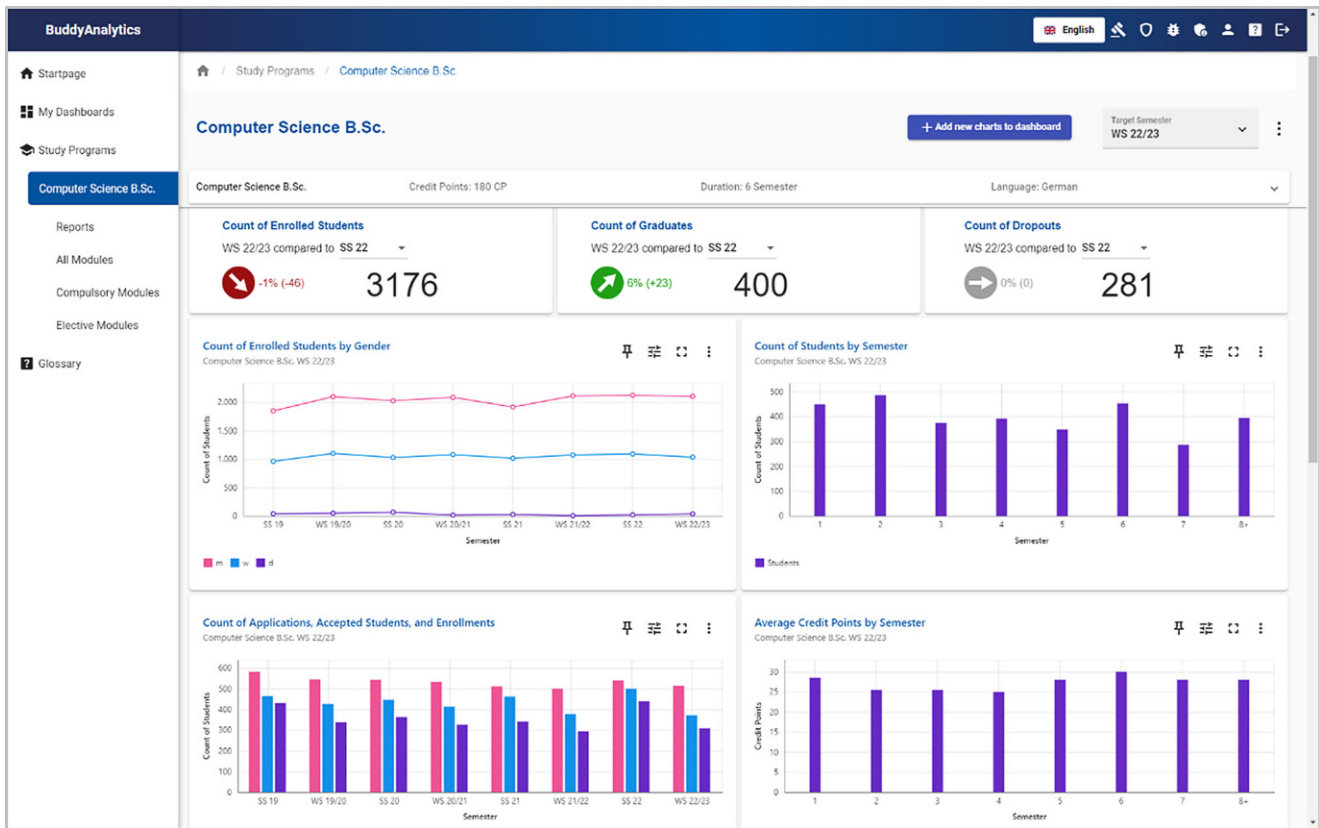 BuddyAnalytics
English
Startpage
My Dashboards
Study Programs
Computer Science B.Sc.
Reports
All Modules
Compulsory Modules
Elective Modules
Glossary
/ Study Programs / Computer Science B.Sc.
Computer Science B.Sc.
+ Add new charts to dashboard
Target Semester
WS 22/23
Computer Science B.Sc. Credit Points: 180 CP Duration: 6 Semester Language: German
Count of Enrolled Students
WS 22/23 compared to SS 22
-1% (-46) 3176
Count of Graduates
WS 22/23 compared to SS 22
6% (+23) 400
Count of Dropouts
WS 22/23 compared to SS 22
0% (0) 281
Count of Enrolled Students by Gender
Computer Science B.Sc. WS 22/23
Count of Students
2.000
1.500
1.000
500
0
SS 19 WS 19/20 SS 20 WS 20/21 SS 21 WS 21/22 SS 22 WS 22/23
Semester
m w d
Count of Students by Semester
Computer Science B.Sc. WS 22/23
Count of Students
500
400
300
200
100
0
1 2 3 4 5 6 7 8+
Semester
Students
Count of Applications, Accepted Students, and Enrollments
Computer Science B.Sc. WS 22/23
Count of Students
600
500
400
300
200
100
0
SS 19 WS 19/20 SS 20 WS 20/21 SS 21 WS 21/22 SS 22 WS 22/23
Semester
Average Credit Points by Semester
Computer Science B.Sc. WS 22/23
Credit Points
30
25
20
15
10
5
0
1 2 3 4 5 6 7 8+
Semester